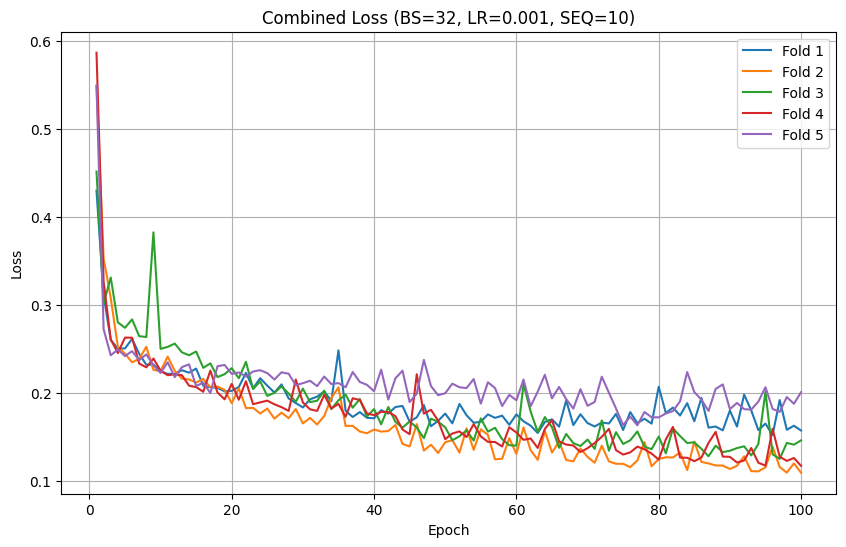 Combined Loss (BS=32, LR=0.001, SEQ=10)
Loss
0.6
0.5
0.4
0.3
0.2
0.1
Fold 1
Fold 2
Fold 3
Fold 4
Fold 5
0 20 40 60 80 100
Epoch